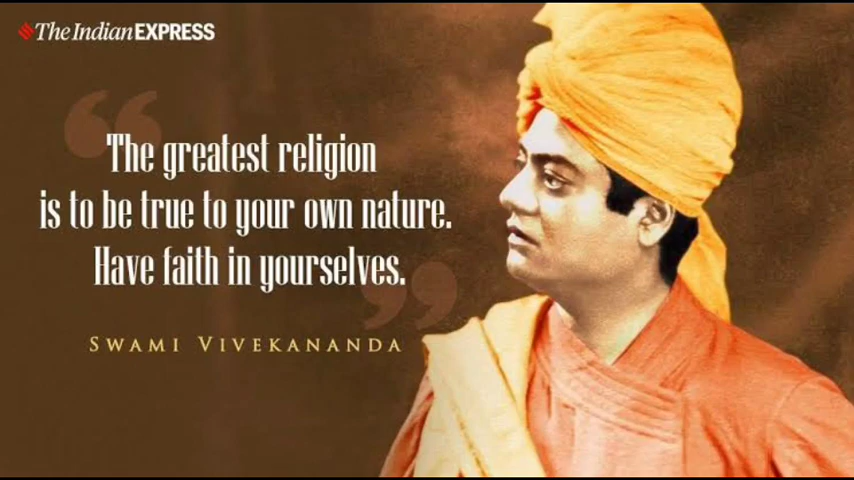 The Indian EXPRESS
The greatest religion
is to be true to your own nature.
Have faith in yourselves.
SWAMI VIVEKANANDA